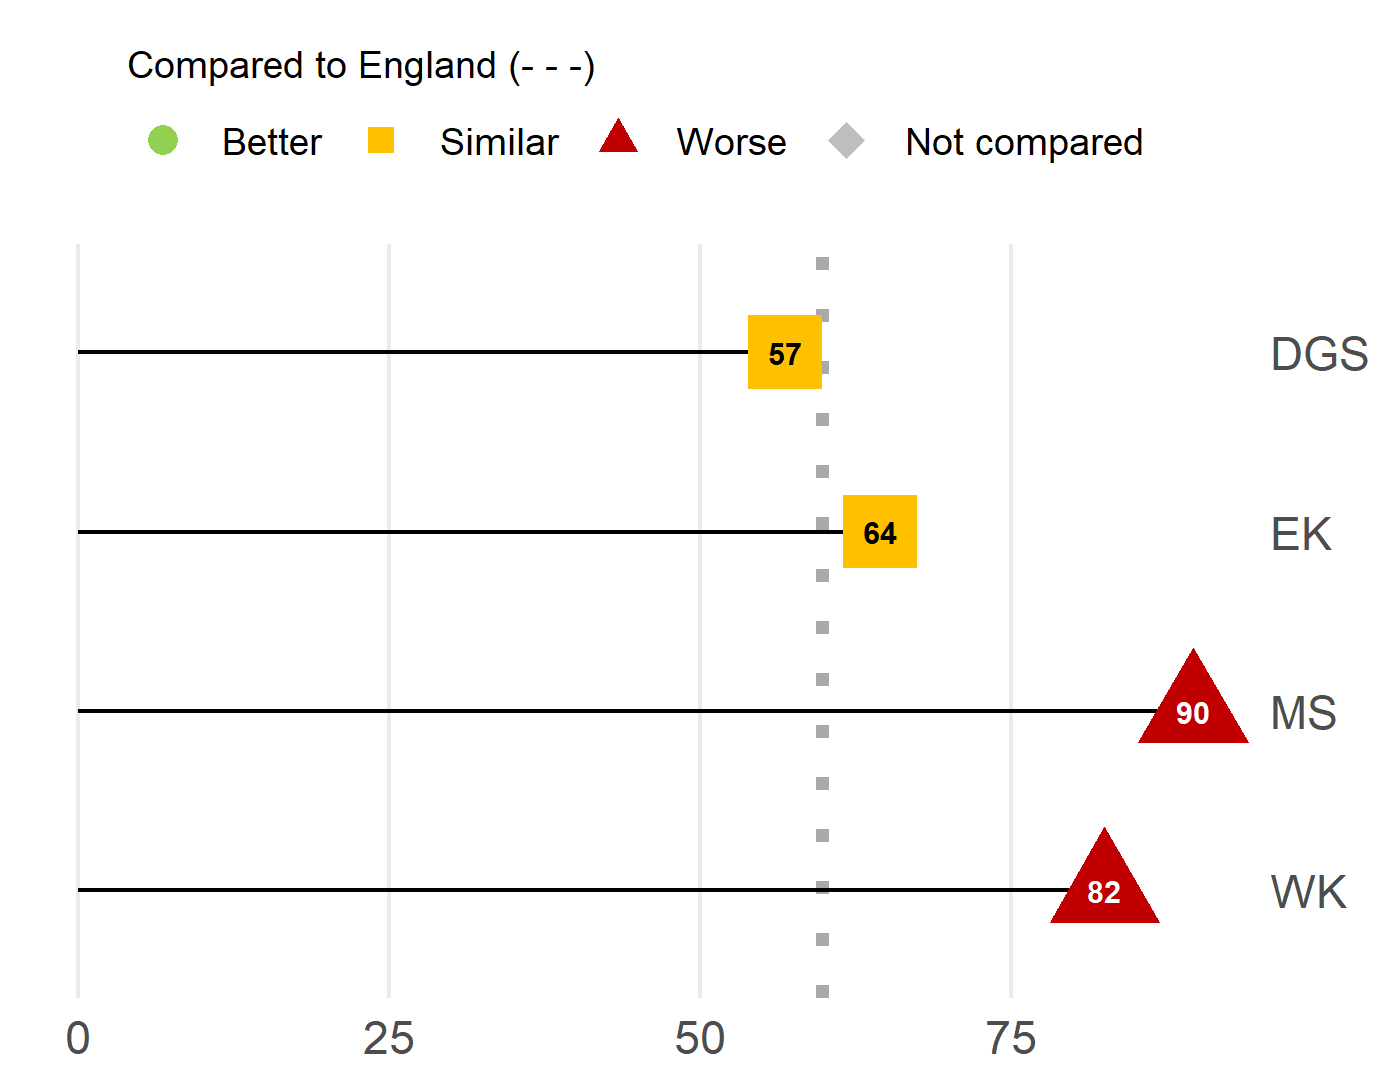 Compared to England (- - -)
Better Similar Worse Not compared
57 DGS
64 EK
90 MS
82 WK
0 25 50 75